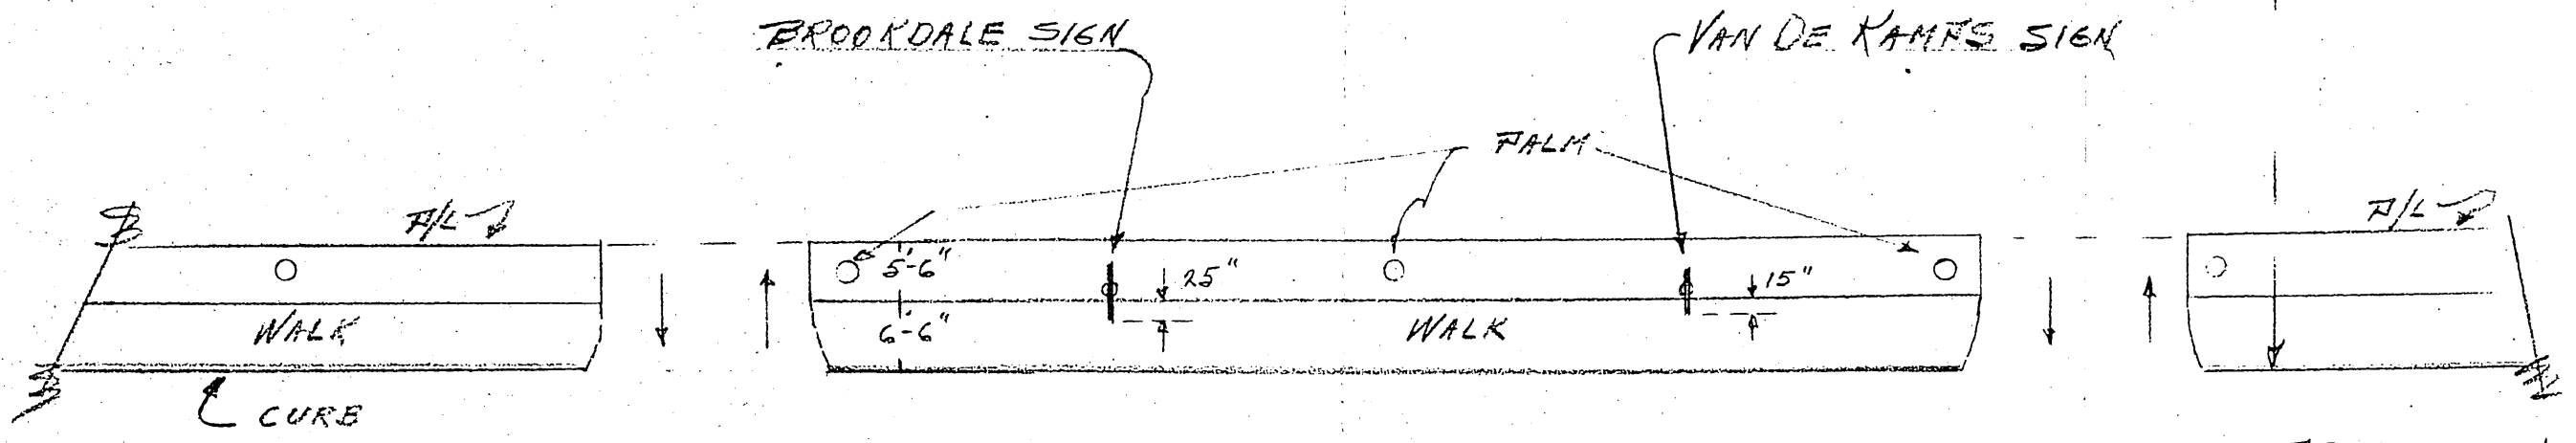 BROOKDALE SIGN
VAN DE KAMPS SIGN
PALM
P/L
P/L
5'-6"
25"
15"
WALK
6'-6"
WALK
CURB